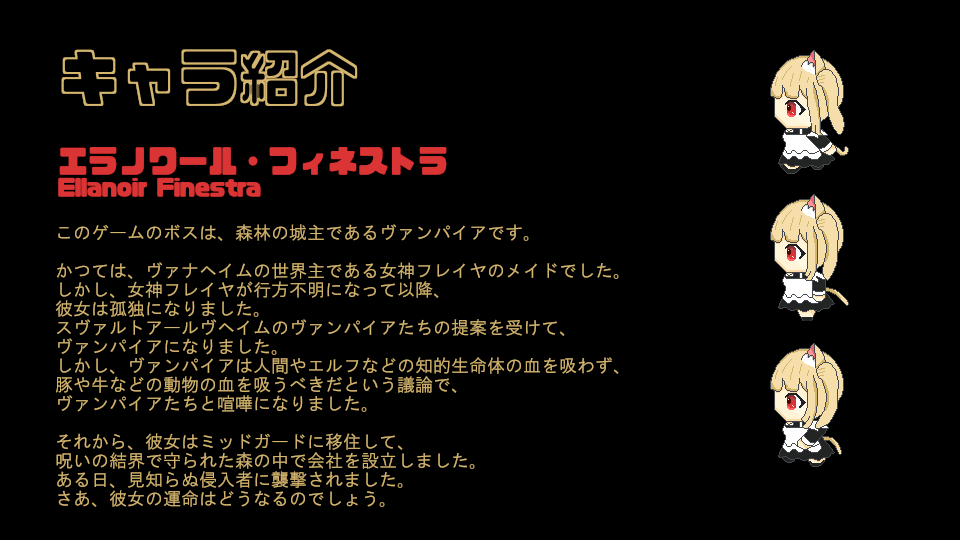 キャラ紹介
エラノワール・フィネストラ
Ellanoir Finestra
このゲームのボスは、森林の城主であるヴァンパイアです。
かつては、ヴァナヘイムの世界主である女神フレイヤのメイドでした。
しかし、女神フレイヤが行方不明になって以降、
彼女は孤独になりました。
スヴァルトアールヴヘイムのヴァンパイアたちの提案を受けて、
ヴァンパイアになりました。
しかし、ヴァンパイアは人間やエルフなどの知的生命体の血を吸わず、
豚や牛などの動物の血を吸うべきだという議論で、
ヴァンパイアたちと喧嘩になりました。
それから、彼女はミッドガードに移住して、
呪いの結界で守られた森の中で会社を設立しました。
ある日、見知らぬ侵入者に襲撃されました。
さあ、彼女の運命はどうなるのでしょう。